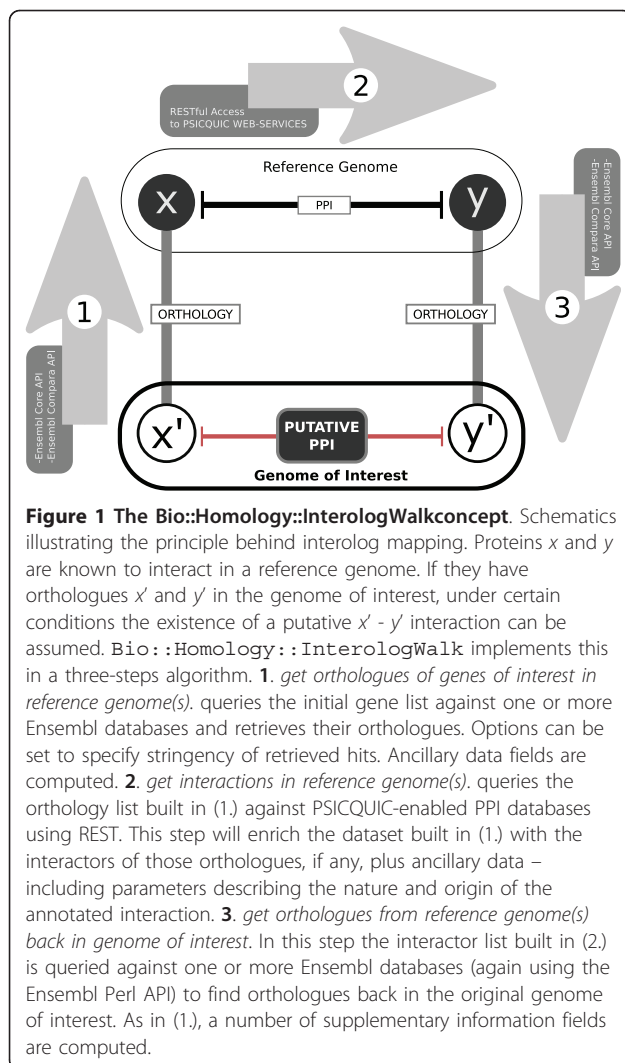 2
RESTful Access
to PSICQUIC WEB-SERVICES
Reference Genome
x
PPI
y
-Ensembl Core API
-Ensembl Compara API
1
ORTHOLOGY
ORTHOLOGY
3
-Ensembl Core API
-Ensembl Compara API
x'
PUTATIVE
PPI
y'
Genome of Interest
Figure 1 The Bio::Homology::InterologWalkconcept. Schematics
illustrating the principle behind interolog mapping. Proteins x and y
are known to interact in a reference genome. If they have
orthologues x' and y' in the genome of interest, under certain
conditions the existence of a putative x' - y' interaction can be
assumed. Bio::Homology::InterologWalk implements this
in a three-steps algorithm. 1. get orthologues of genes of interest in
reference genome(s). queries the initial gene list against one or more
Ensembl databases and retrieves their orthologues. Options can be
set to specify stringency of retrieved hits. Ancillary data fields are
computed. 2. get interactions in reference genome(s). queries the
orthology list built in (1.) against PSICQUIC-enabled PPI databases
using REST. This step will enrich the dataset built in (1.) with the
interactors of those orthologues, if any, plus ancillary data –
including parameters describing the nature and origin of the
annotated interaction. 3. get orthologues from reference genome(s)
back in genome of interest. In this step the interactor list built in (2.)
is queried against one or more Ensembl databases (again using the
Ensembl Perl API) to find orthologues back in the original genome
of interest. As in (1.), a number of supplementary information fields
are computed.